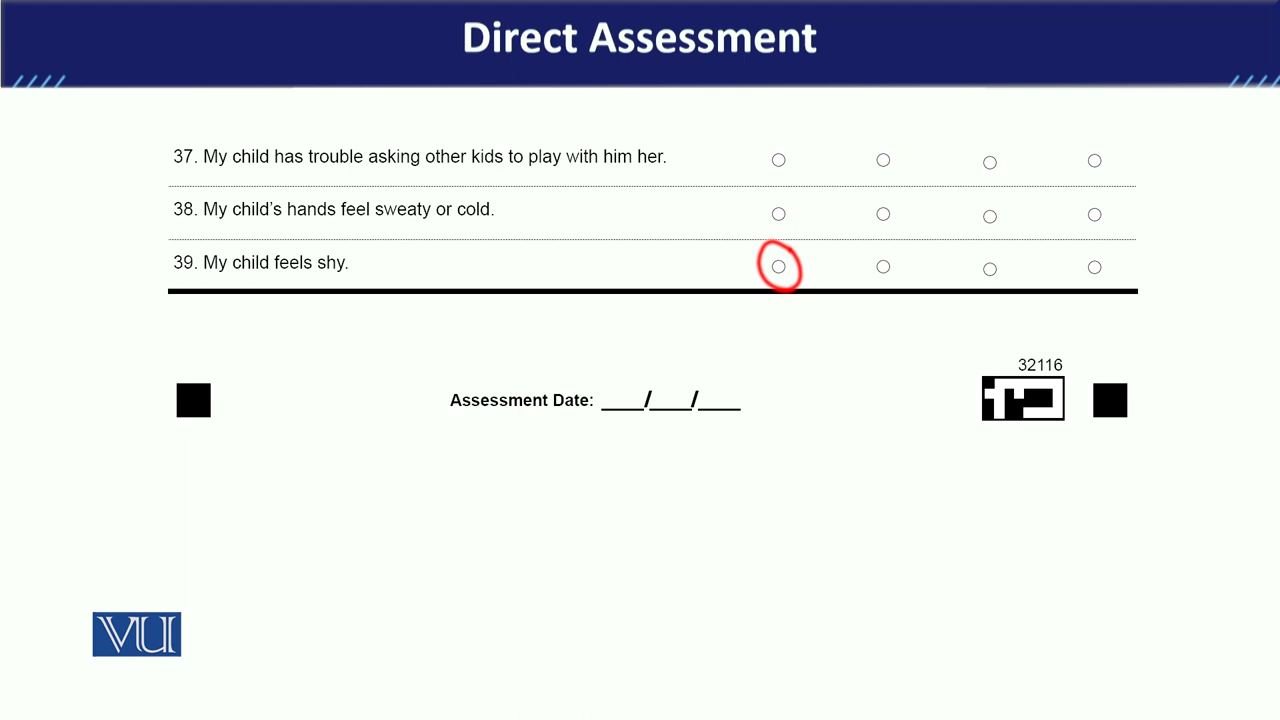 Direct Assessment
37. My child has trouble asking other kids to play with him her.
38. My child's hands feel sweaty or cold.
39. My child feels shy.
32116
Assessment Date: ____/____/____
VU